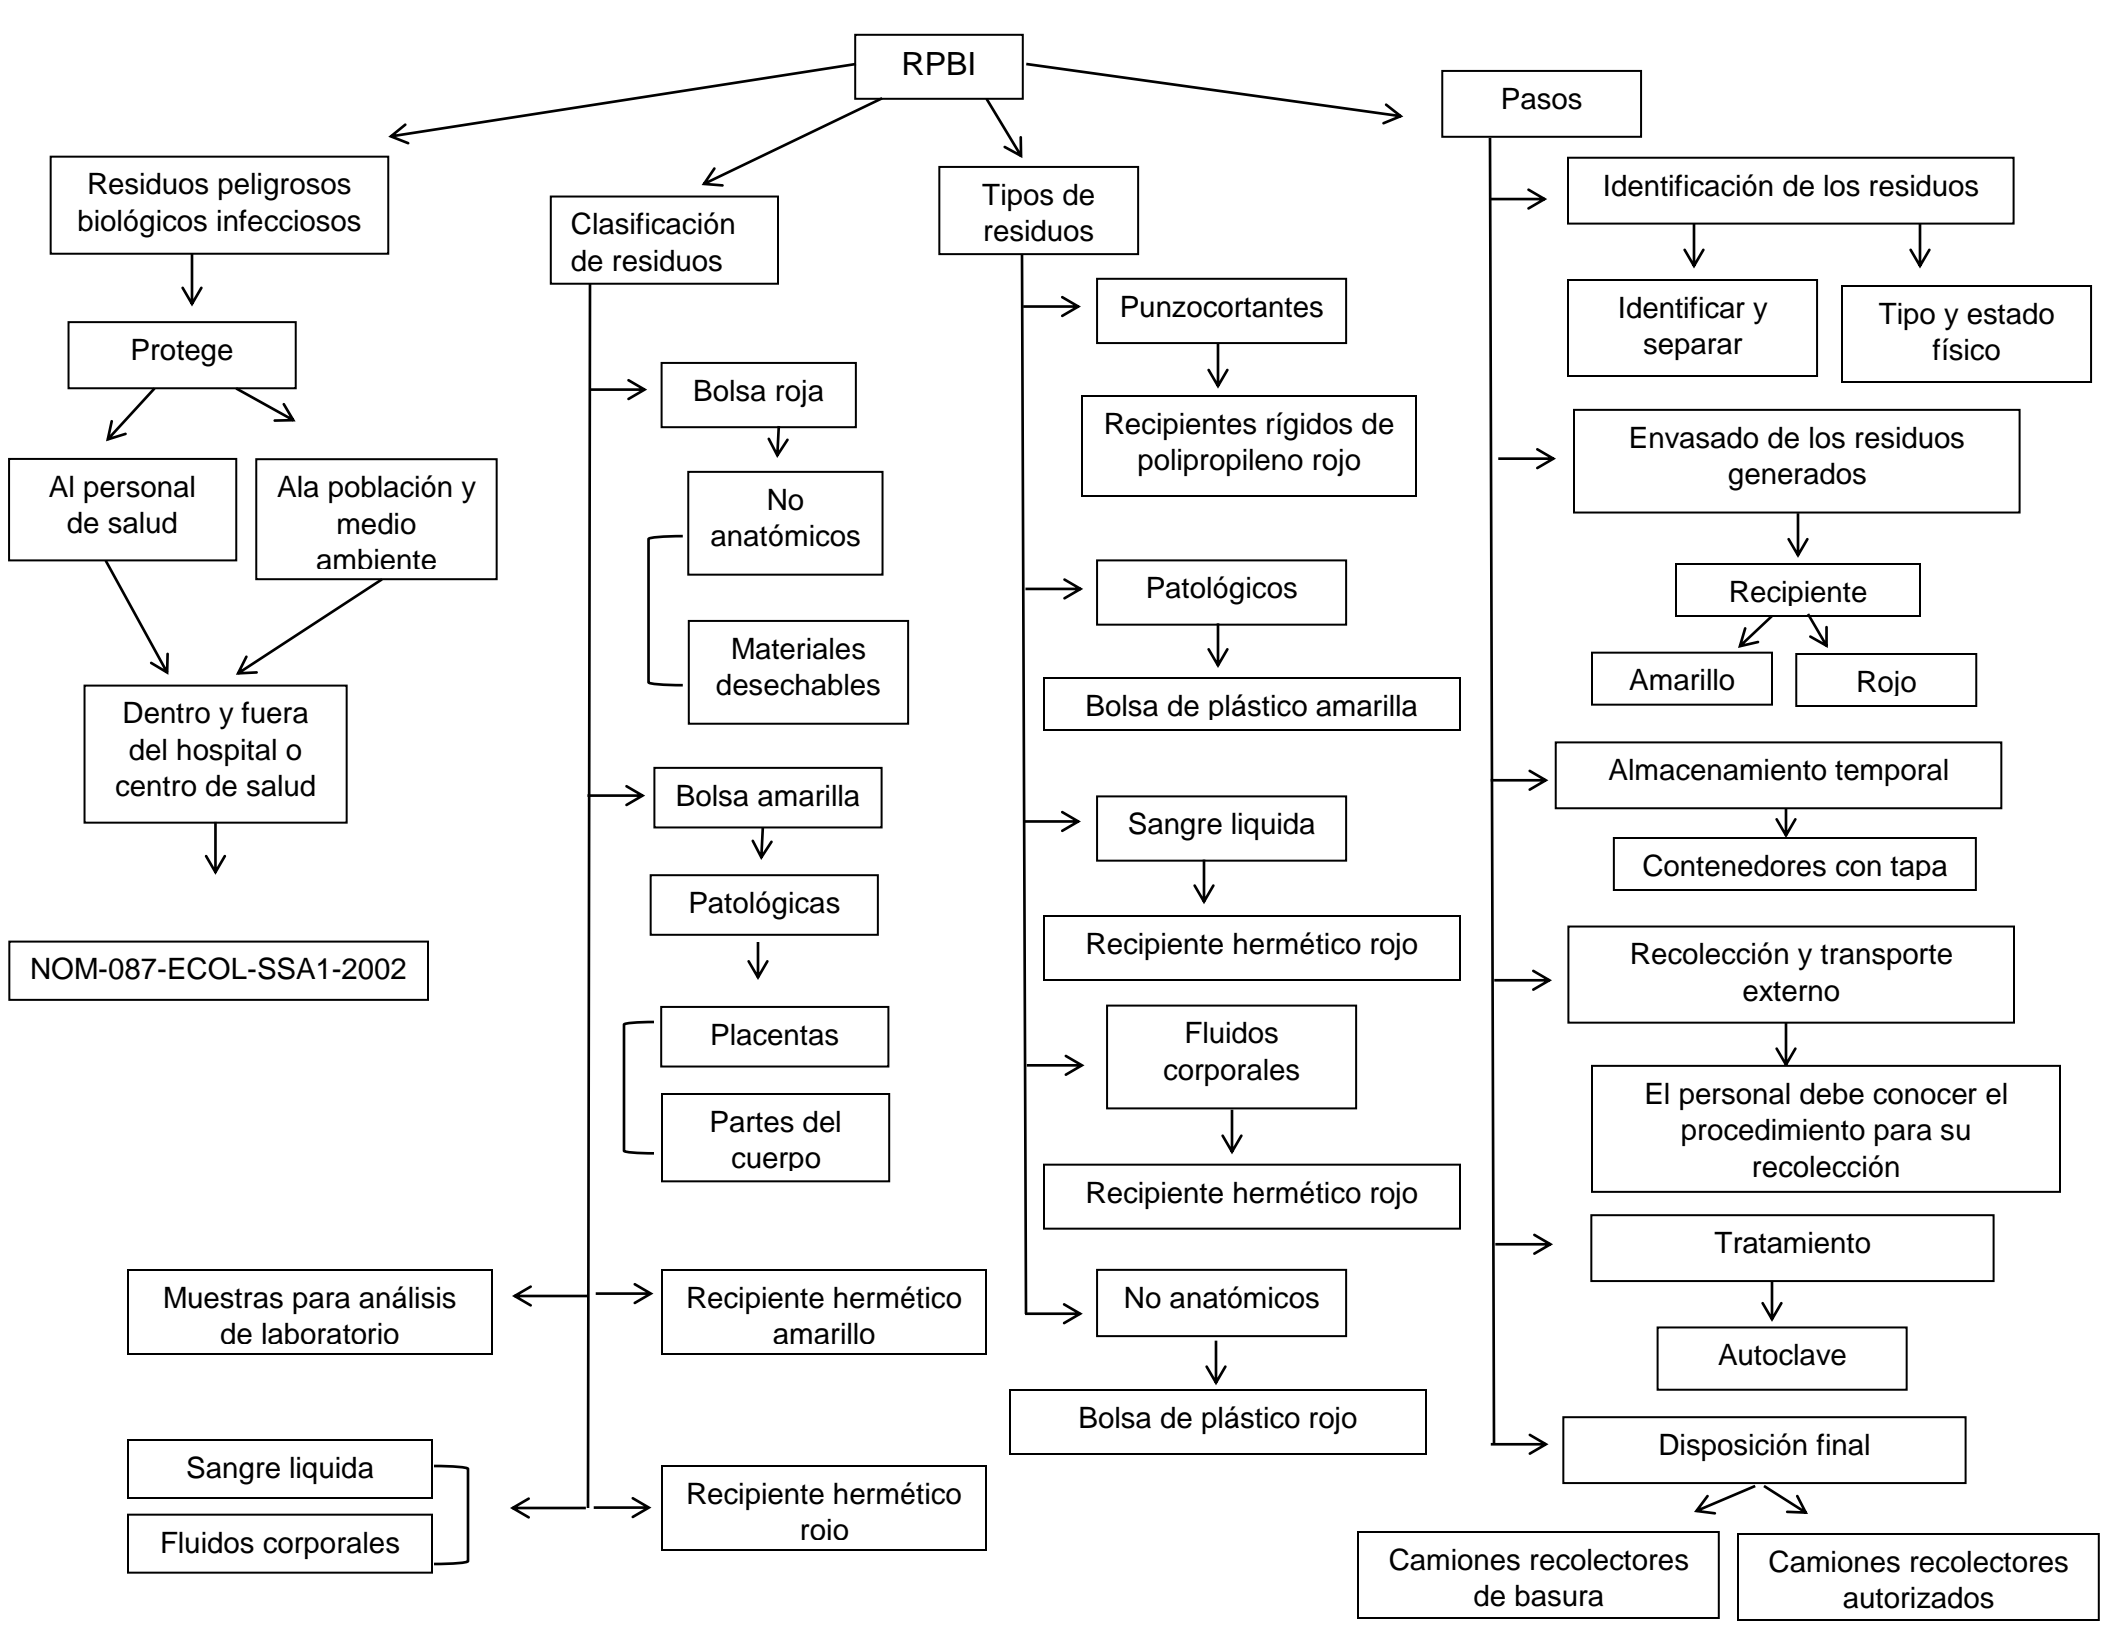 RPBI
Residuos peligrosos
biológicos infecciosos
Protege
Al personal
de salud
Ala población y
medio
ambiente
Dentro y fuera
del hospital o
centro de salud
NOM-087-ECOL-SSA1-2002
Clasificación
de residuos
Bolsa roja
No
anatómicos
Materiales
desechables
Bolsa amarilla
Patológicas
Placentas
Partes del
cuerpo
Muestras para análisis
de laboratorio
Recipiente hermético
amarillo
Sangre liquida
Fluidos corporales
Recipiente hermético
rojo
Tipos de
residuos
Punzocortantes
Recipientes rígidos de
polipropileno rojo
Patológicos
Bolsa de plástico amarilla
Sangre liquida
Recipiente hermético rojo
Fluidos
corporales
Recipiente hermético rojo
No anatómicos
Bolsa de plástico rojo
Pasos
Identificación de los residuos
Identificar y
separar
Tipo y estado
físico
Envasado de los residuos
generados
Recipiente
Amarillo
Rojo
Almacenamiento temporal
Contenedores con tapa
Recolección y transporte
externo
El personal debe conocer el
procedimiento para su
recolección
Tratamiento
Autoclave
Disposición final
Camiones recolectores
de basura
Camiones recolectores
autorizados